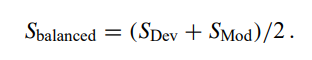 S_balanced = (S_Dev + S_Mod)/2.